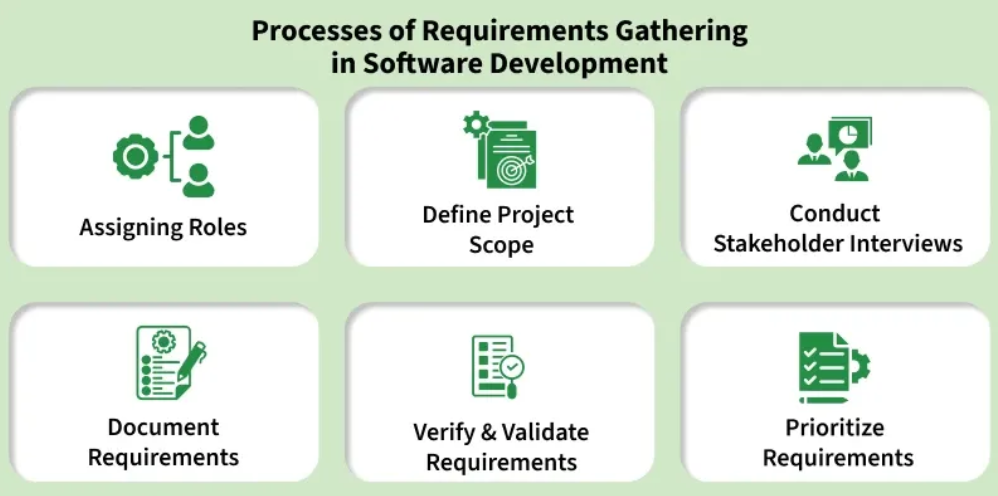 Processes of Requirements Gathering
in Software Development
Assigning Roles
Define Project
Scope
Conduct
Stakeholder Interviews
Document
Requirements
Verify & Validate
Requirements
Prioritize
Requirements